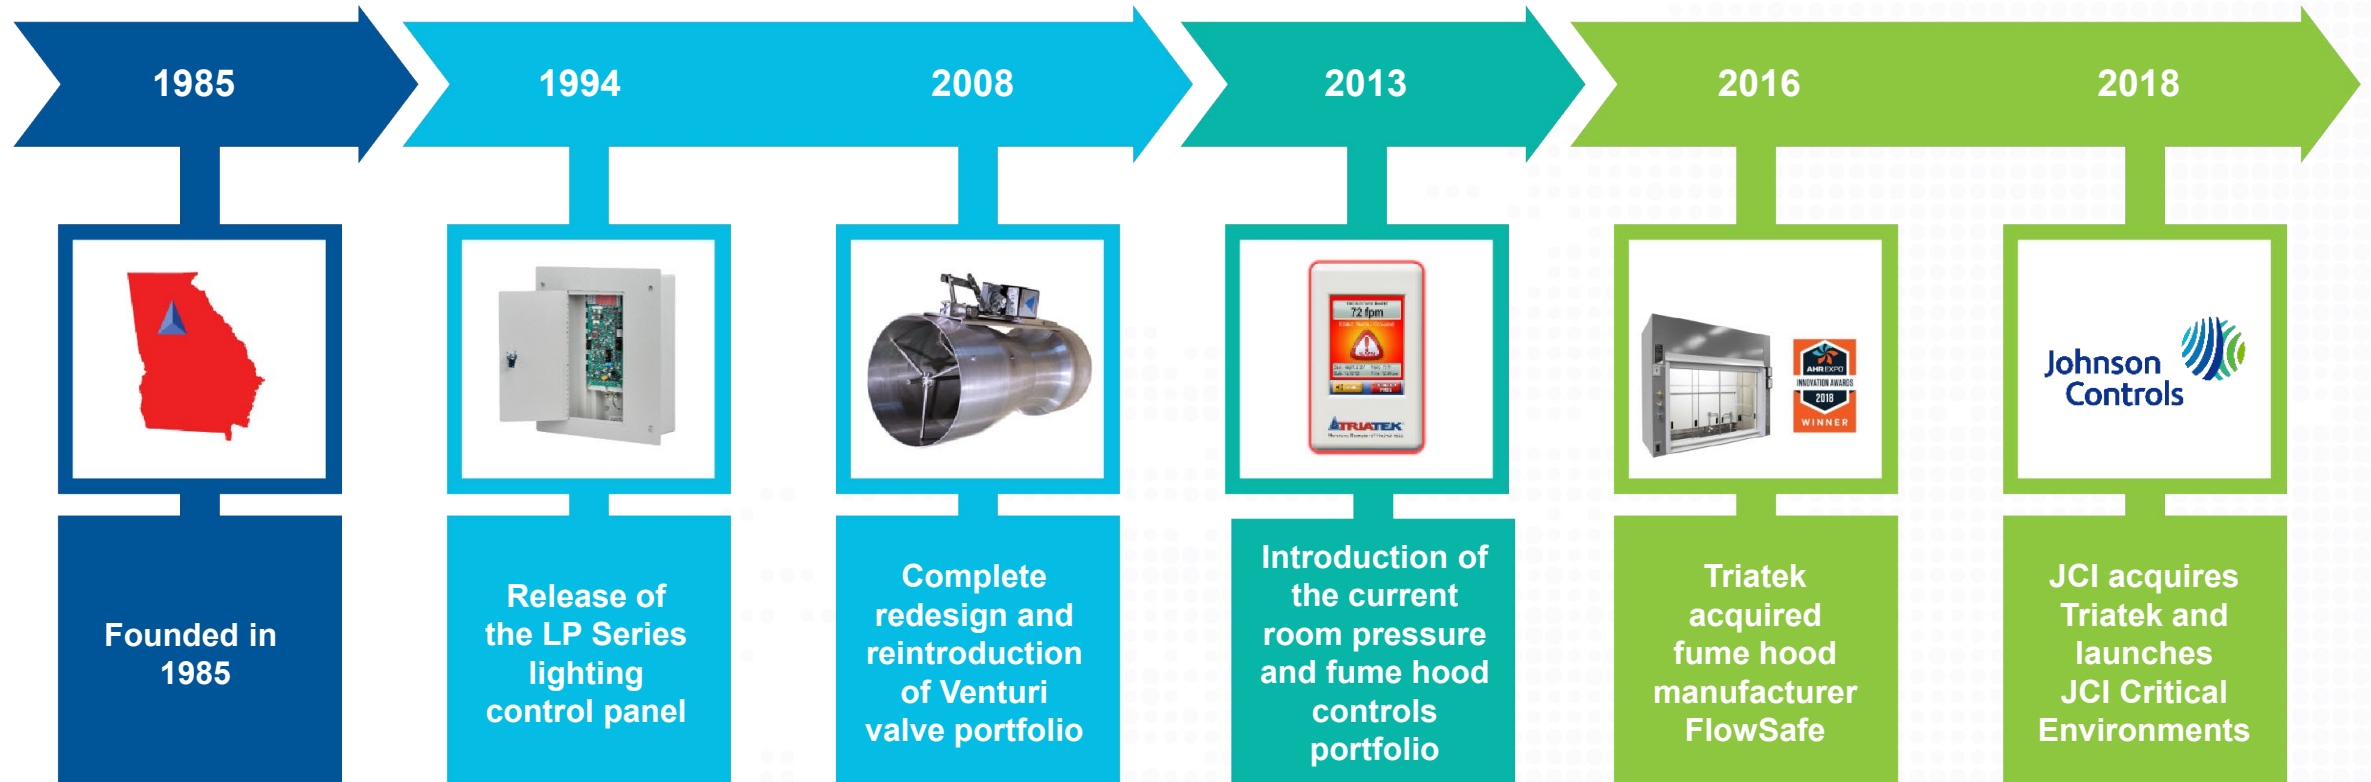 1985
1994
2008
2013
2016
2018
72 fpm
TRIATEK
AHR EXPO
INNOVATION AWARDS
2018
WINNER
Johnson
Controls
Founded in
1985
Release of
the LP Series
lighting
control panel
Complete
redesign and
reintroduction
of Venturi
valve portfolio
Introduction of
the current
room pressure
and fume hood
controls
portfolio
Triatek
acquired
fume hood
manufacturer
FlowSafe
JCI acquires
Triatek and
launches
JCI Critical
Environments